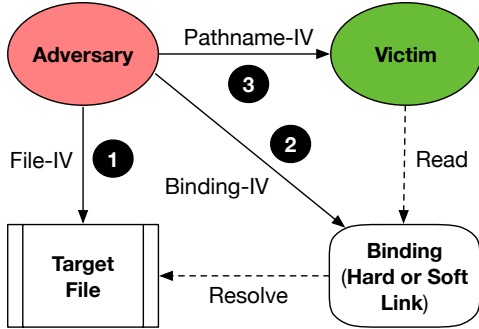 Adversary
Pathname-IV
Victim
3
File-IV
1
2
Binding-IV
Read
Target
File
Resolve
Binding
(Hard or Soft
Link)